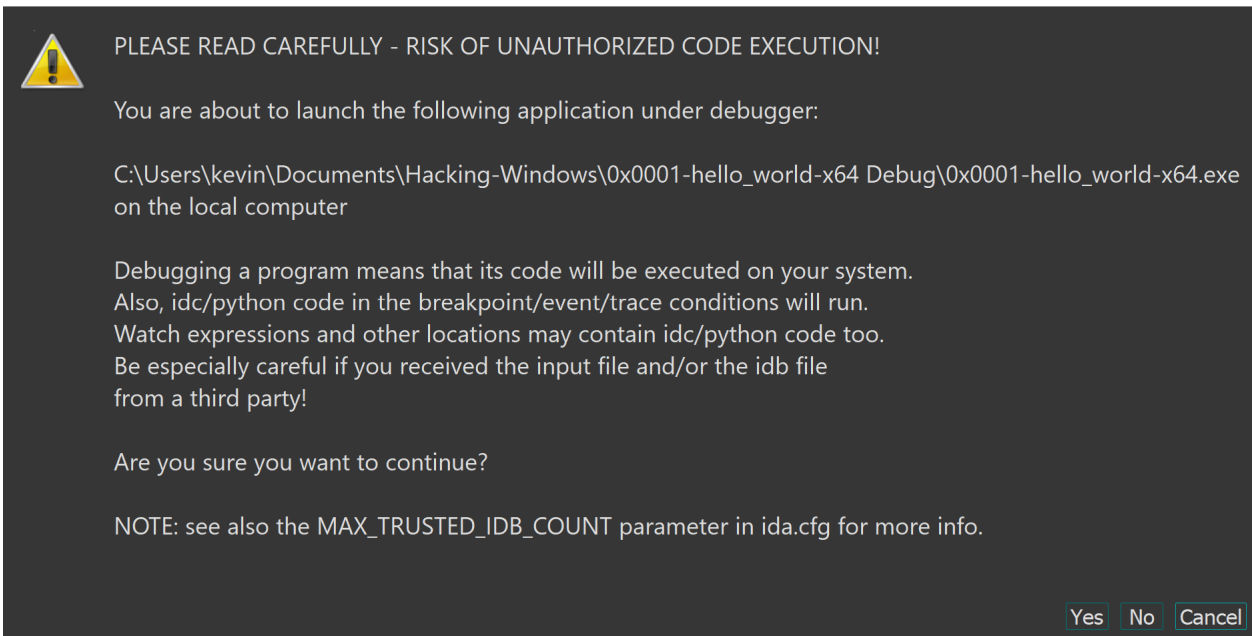 PLEASE READ CAREFULLY - RISK OF UNAUTHORIZED CODE EXECUTION!
You are about to launch the following application under debugger:
C:\Users\kevin\Documents\Hacking-Windows\0x0001-hello_world-x64 Debug\0x0001-hello_world-x64.exe
on the local computer
Debugging a program means that its code will be executed on your system.
Also, idc/python code in the breakpoint/event/trace conditions will run.
Watch expressions and other locations may contain idc/python code too.
Be especially careful if you received the input file and/or the idb file
from a third party!
Are you sure you want to continue?
NOTE: see also the MAX_TRUSTED_IDB_COUNT parameter in ida.cfg for more info.
Yes No Cancel